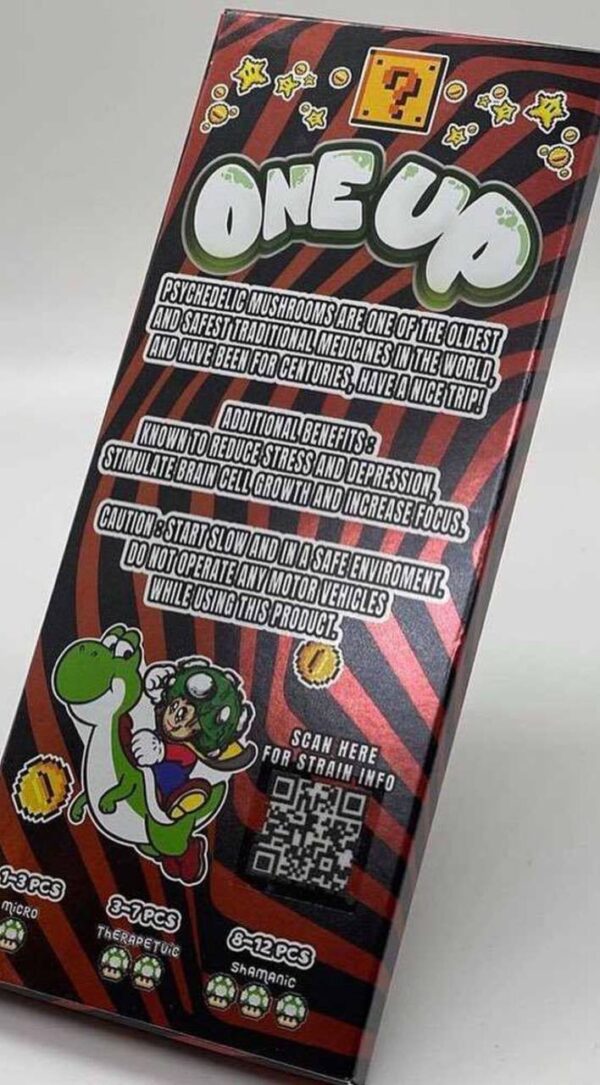 ONE UP
PSYCHEDELIC MUSHROOMS ARE ONE OF THE OLDEST
AND SAFEST TRADITIONAL MEDICINES IN THE WORLD,
AND HAVE BEEN FOR CENTURIES, HAVE A NICE TRIP!
ADDITIONAL BENEFITS:
KNOWN TO REDUCE STRESS AND DEPRESSION,
STIMULATE BRAIN CELL GROWTH AND INCREASE FOCUS.
CAUTION: START SLOW AND IN A SAFE ENVIROMENT.
DO NOT OPERATE ANY MOTOR VEHICLES
WHILE USING THIS PRODUCT.
SCAN HERE
FOR STRAIN INFO
1-3 PCS
MICRO
3-7 PCS
THERAPETUIC
8-12 PCS
SHAMANIC